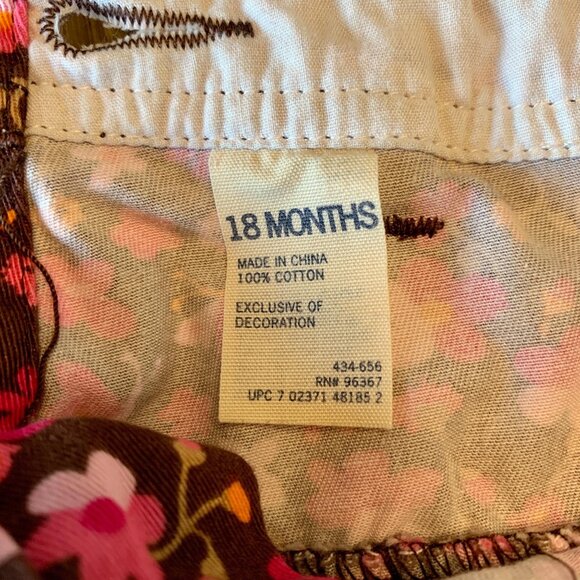 18 MONTHS
MADE IN CHINA
100% COTTON
EXCLUSIVE OF
DECORATION
434-656
RN# 96367
UPC 7 02371 48185 2